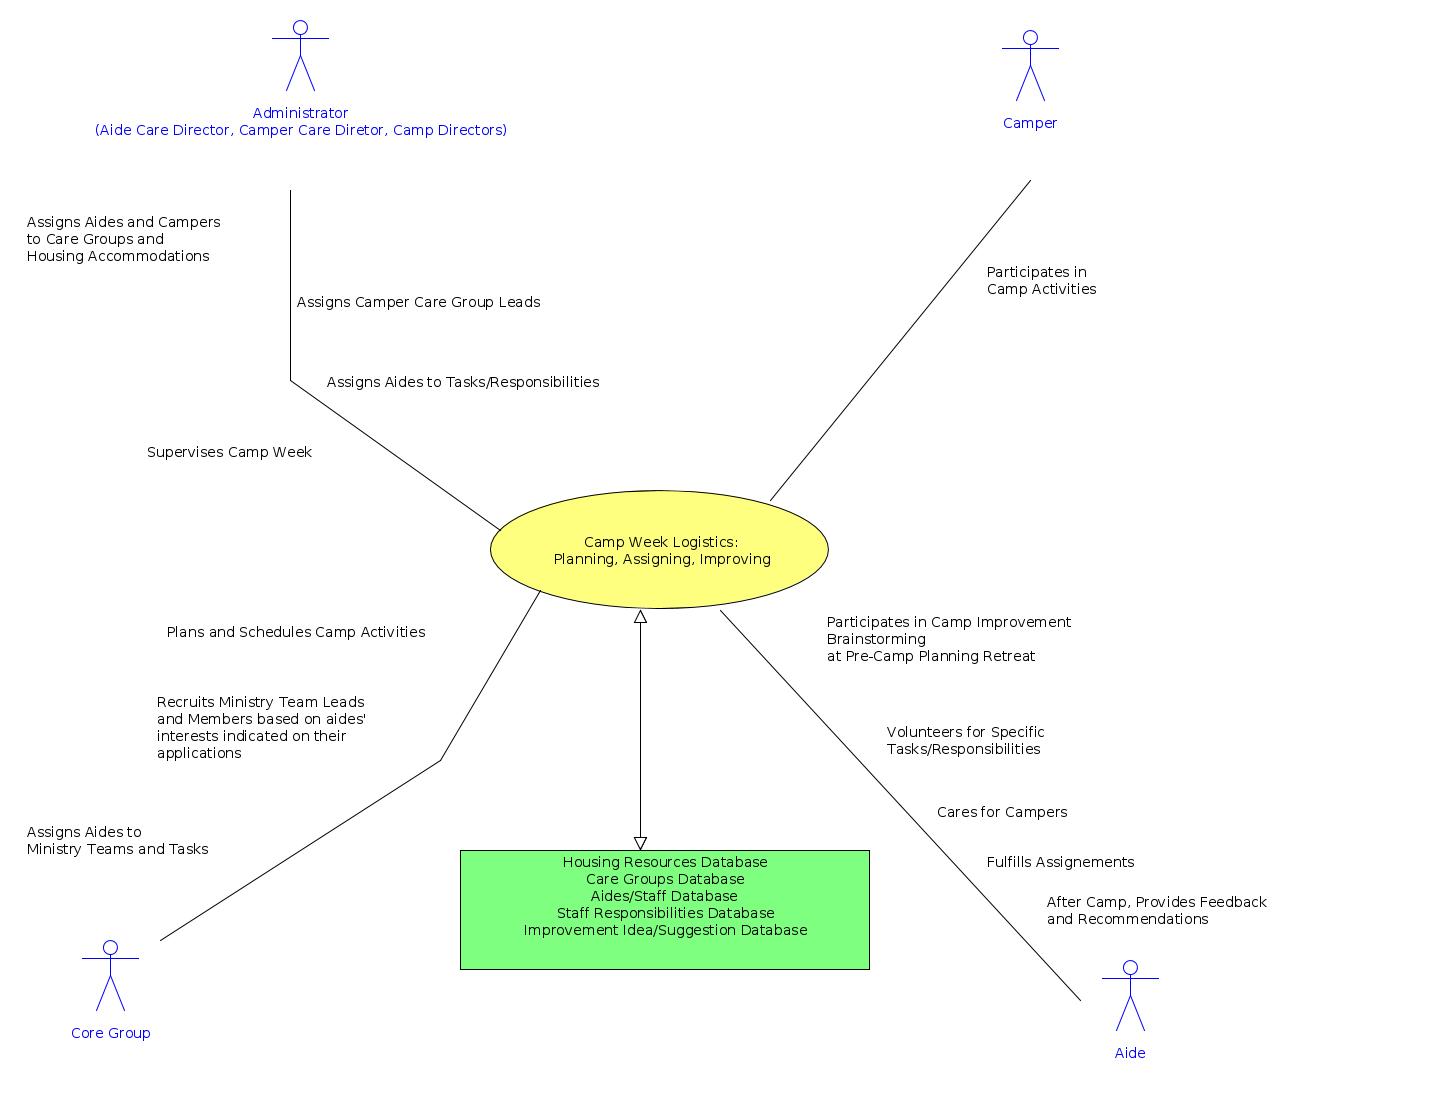 Administrator
(Aide Care Director, Camper Care Diretor, Camp Directors)
Camper
Assigns Aides and Campers
to Care Groups and
Housing Accommodations
Participates in
Camp Activities
Assigns Camper Care Group Leads
Assigns Aides to Tasks/Responsibilities
Supervises Camp Week
Camp Week Logistics:
Planning, Assigning, Improving
Plans and Schedules Camp Activities
Participates in Camp Improvement
Brainstorming
at Pre-Camp Planning Retreat
Recruits Ministry Team Leads
and Members based on aides'
interests indicated on their
applications
Volunteers for Specific
Tasks/Responsibilities
Cares for Campers
Assigns Aides to
Ministry Teams and Tasks
Housing Resources Database
Care Groups Database
Aides/Staff Database
Staff Responsibilities Database
Improvement Idea/Suggestion Database
Fulfills Assignements
After Camp, Provides Feedback
and Recommendations
Core Group
Aide